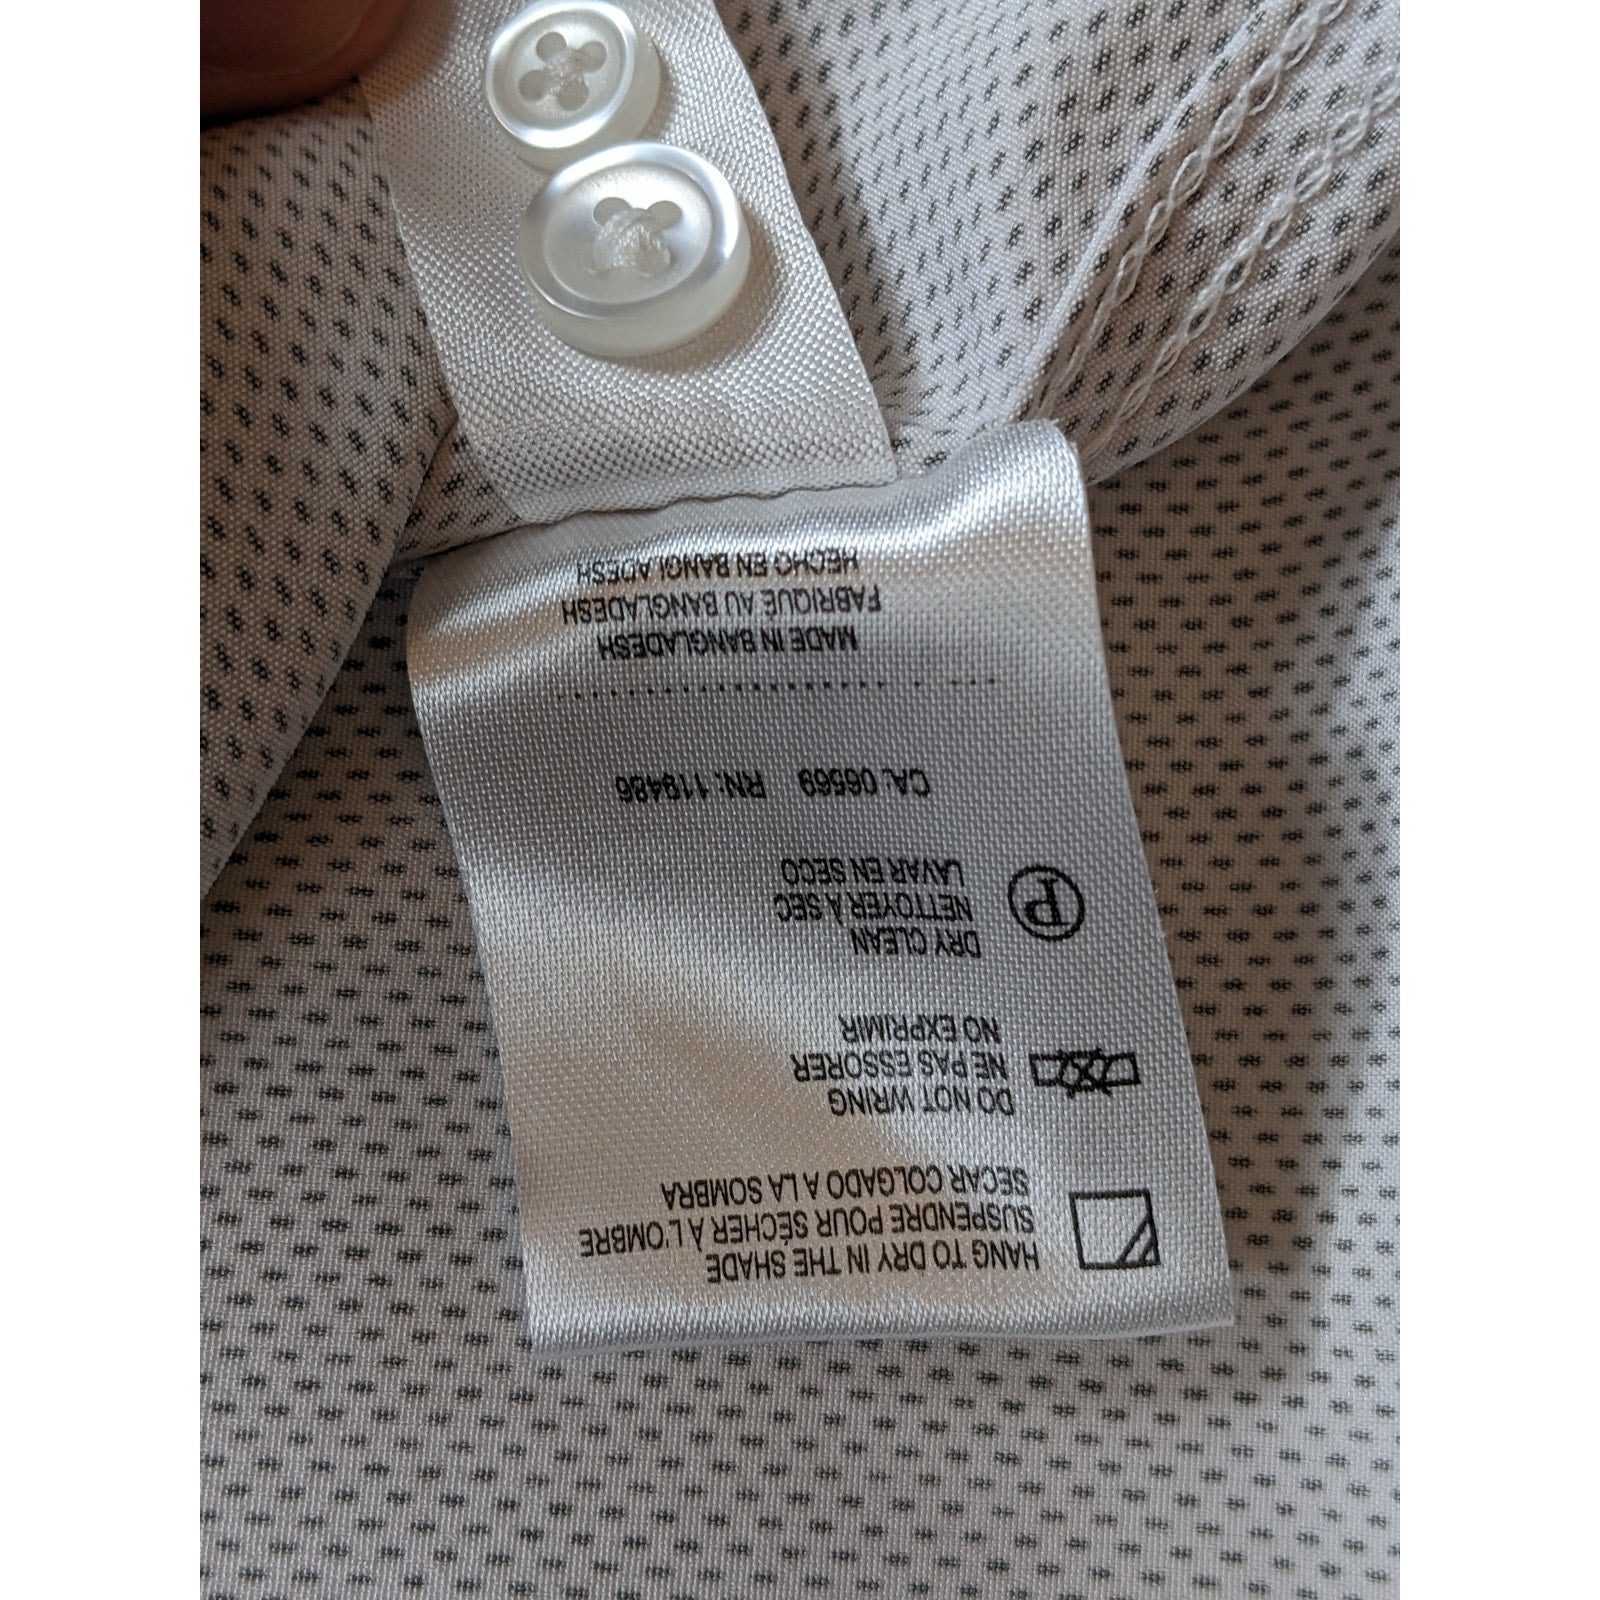 HANG TO DRY IN THE SHADE
SUSPENDRE POUR SÉCHER À L'OMBRE
SECAR COLGADO A LA SOMBRA
DO NOT WRING
NE PAS ESSORER
NO EXPRIMIR
P
DRY CLEAN
NETTOYER À SEC
LAVAR EN SECO
CA: 06569 RN: 119486
MADE IN BANGLADESH
FABRIQUÉ AU BANGLADESH
HECHO EN BANGLADESH